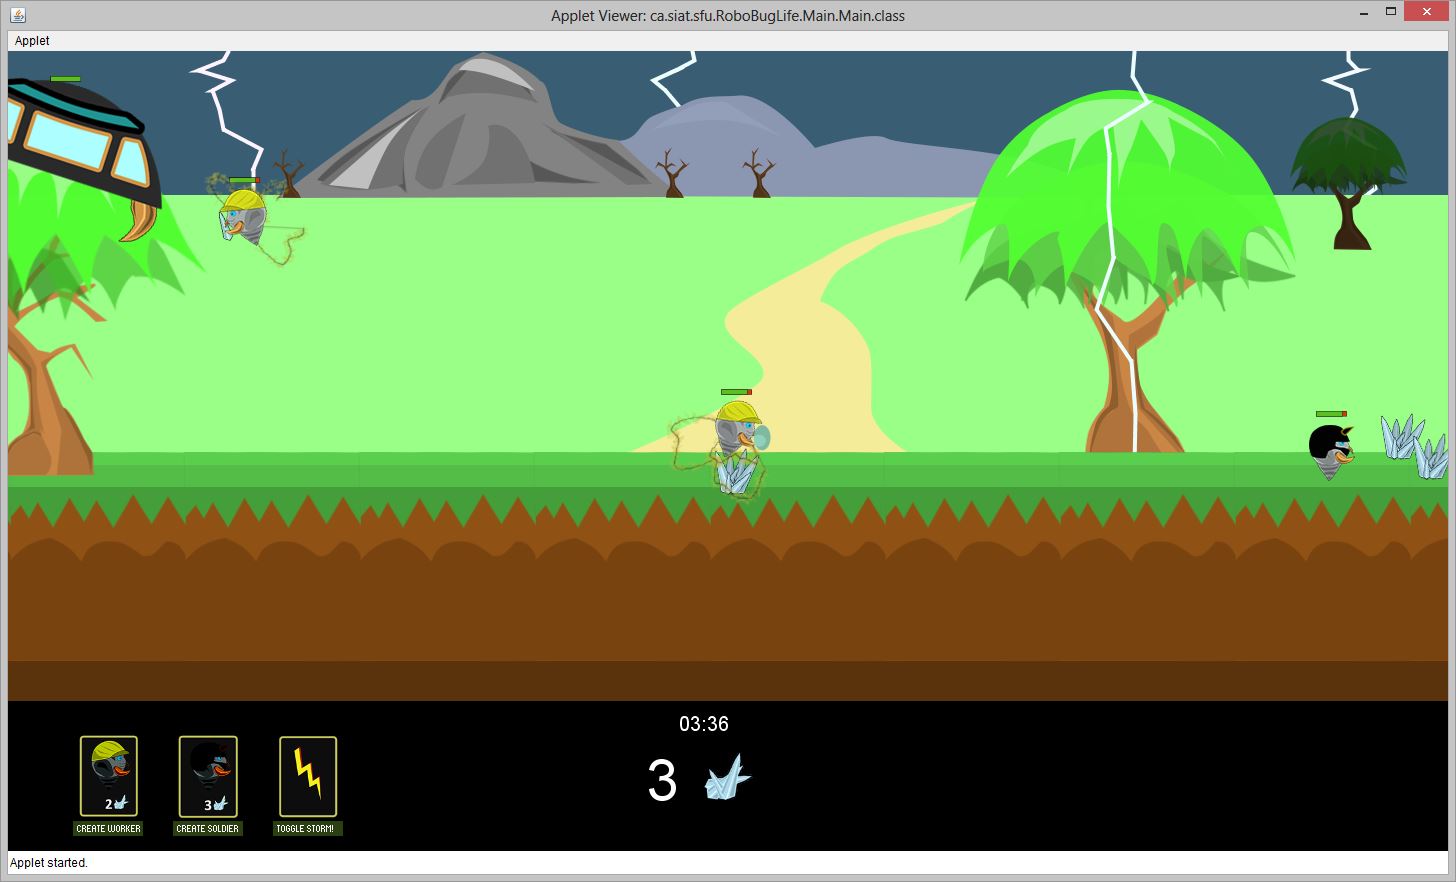 Applet Viewer: ca.siat.sfu.RoboBugLife.Main.Main.class
Applet
03:36
3
2
3
CREATE WORKER
CREATE SOLDIER
TOGGLE STORM!
Applet started.